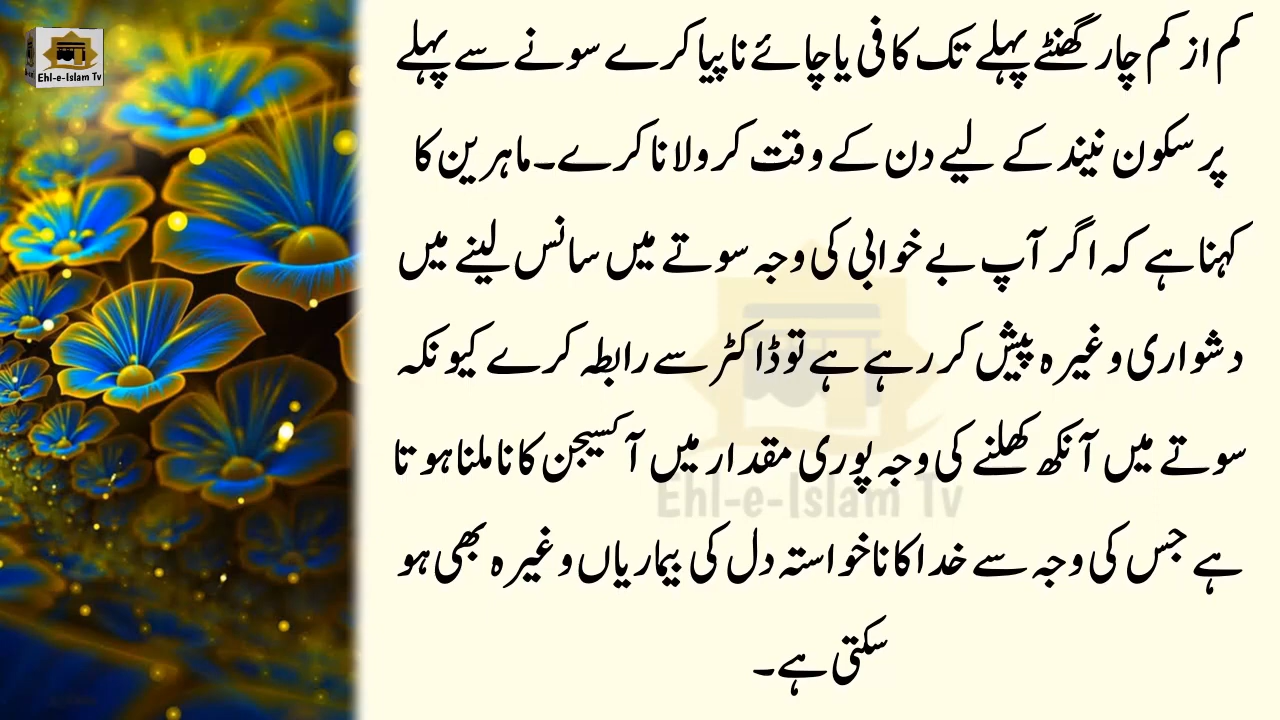 Ehl-e-Islam Tv
کم از کم چار گھنٹے پہلے تک کافی یا چائے نا پیا کرے سونے سے پہلے
پر سکون نیند کے لیے دن کے وقت کرولا نا کرے۔ ماہرین کا
کہنا ہے کہ اگر آپ بے خوابی کی وجہ سوتے میں سانس لینے میں
دشواری وغیرہ پیش کر رہے ہے تو ڈاکٹر سے رابطہ کرے کیونکہ
سوتے میں آنکھ کھلنے کی وجہ پوری مقدار میں آکسیجن کا نا ملنا ہوتا
ہے جس کی وجہ سے خدا کا ناخواستہ دل کی بیماریاں وغیرہ بھی ہو
سکتی ہے۔
Ehl-e-Islam Tv